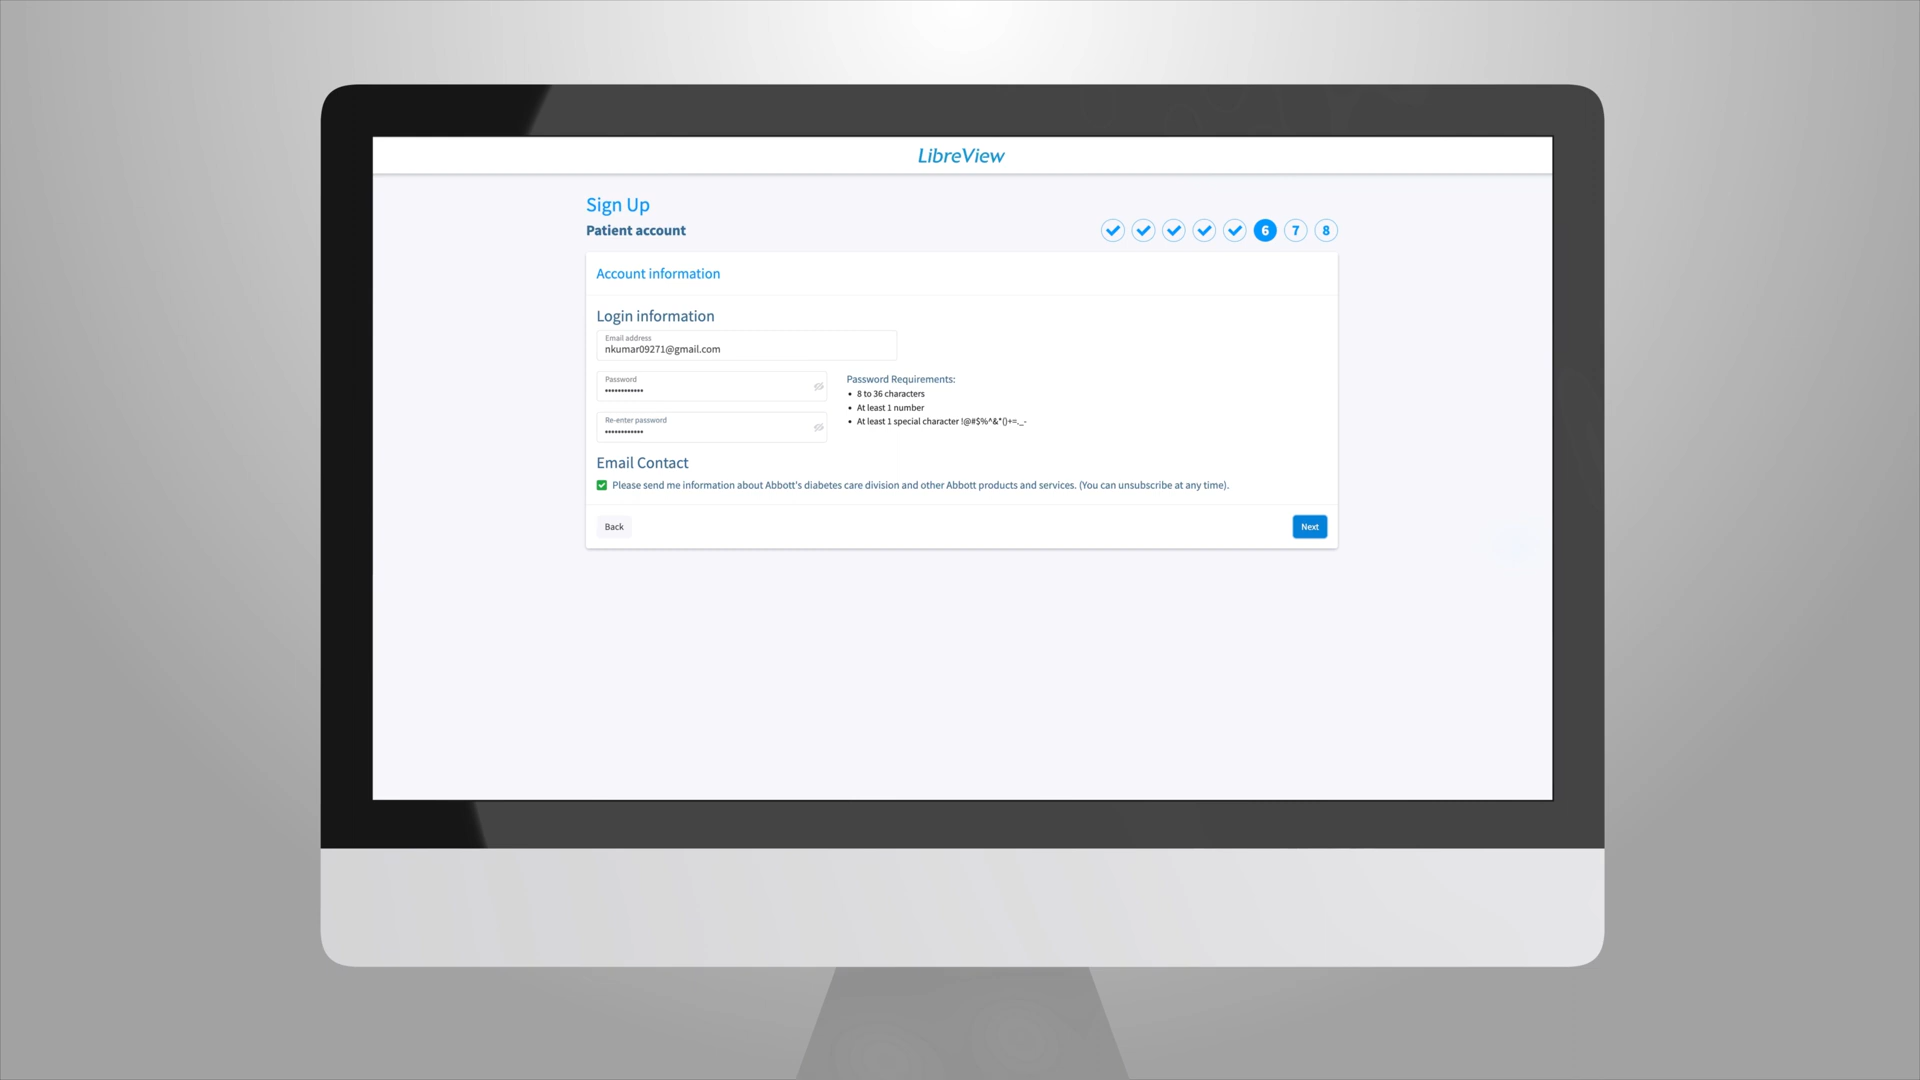 LibreView
Sign Up
Patient account
6 7 8
Account information
Login information
Email address
nkumar09271@gmail.com
Password
••••••••••••
Re-enter password
••••••••••••
Password Requirements:
• 8 to 36 characters
• At least 1 number
• At least 1 special character !@#$%^&*()+=._-
Email Contact
Please send me information about Abbott's diabetes care division and other Abbott products and services. (You can unsubscribe at any time).
Back
Next